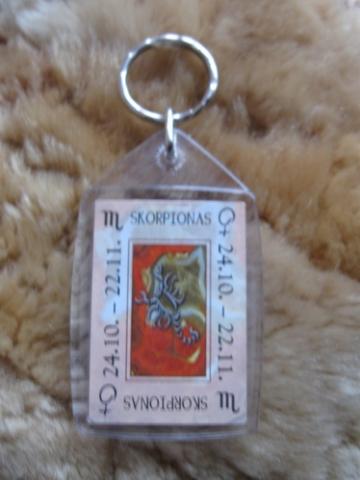 ♏ SKORPIONAS ♀
24.10. – 22.11.
24.10. – 22.11.
♏ SKORPIONAS ♀